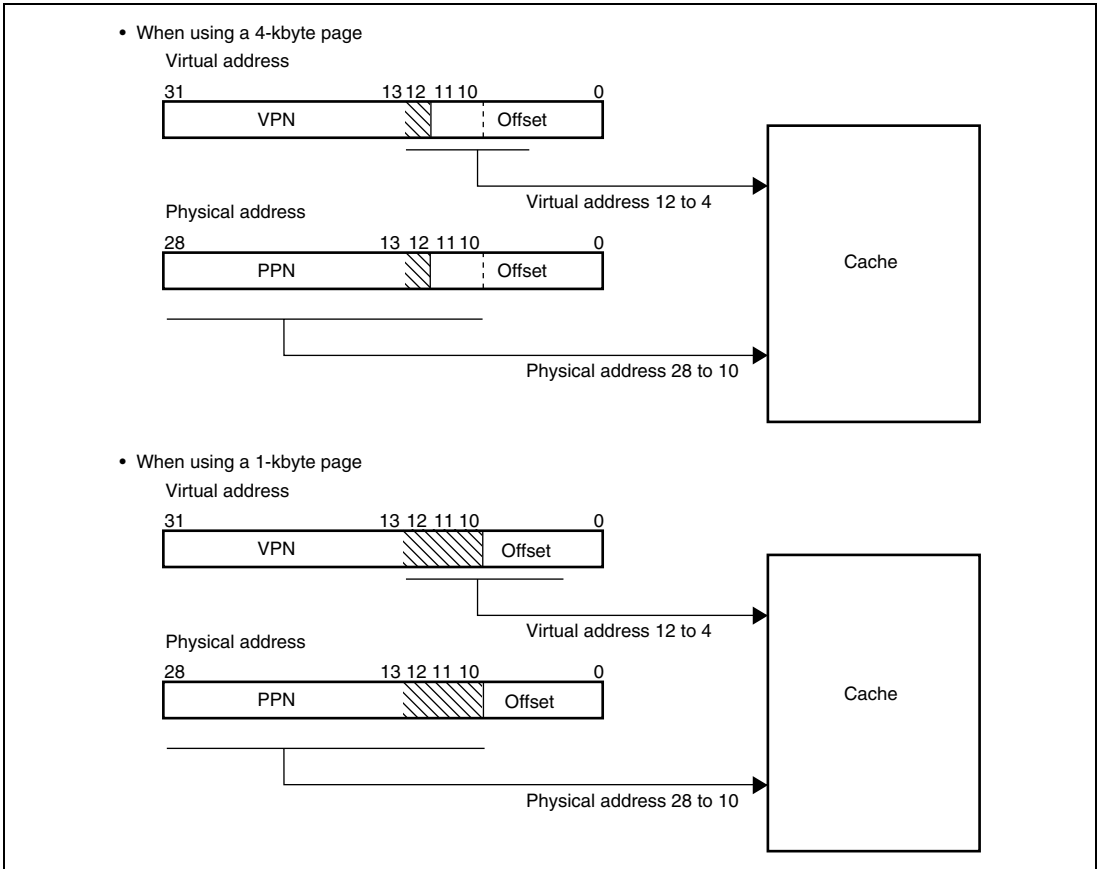 • When using a 4-kbyte page
Virtual address
31 13 12 11 10 0
VPN Offset
Virtual address 12 to 4
Physical address
28 13 12 11 10 0
PPN Offset
Cache
Physical address 28 to 10
• When using a 1-kbyte page
Virtual address
31 13 12 11 10 0
VPN Offset
Virtual address 12 to 4
Physical address
28 13 12 11 10 0
PPN Offset
Cache
Physical address 28 to 10